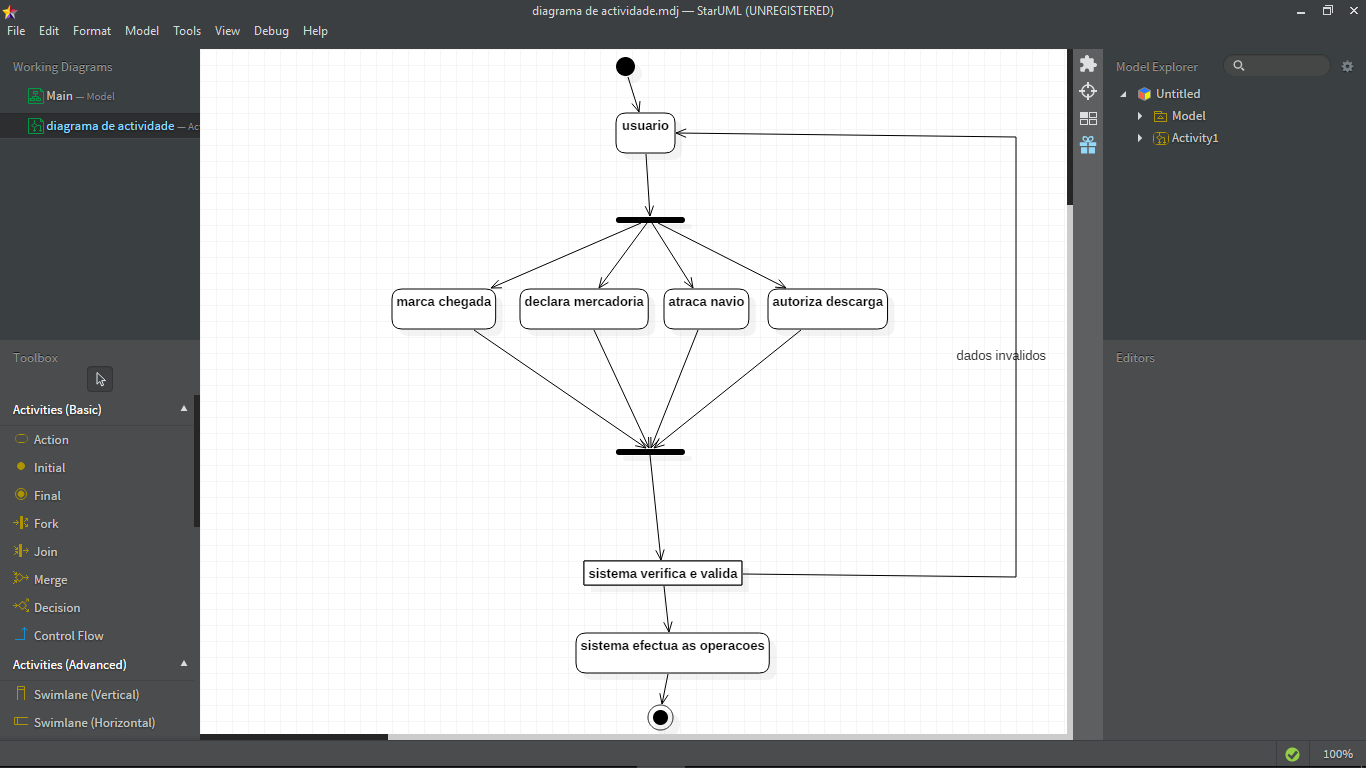 diagrama de actividade.mdj — StarUML (UNREGISTERED)
File Edit Format Model Tools View Debug Help
Working Diagrams
Main — Model
diagrama de actividade — Ac
Toolbox
Activities (Basic)
Action
Initial
Final
Fork
Join
Merge
Decision
Control Flow
Activities (Advanced)
Swimlane (Vertical)
Swimlane (Horizontal)
usuario
marca chegada
declara mercadoria
atraca navio
autoriza descarga
dados invalidos
sistema verifica e valida
sistema efectua as operacoes
Model Explorer
Untitled
Model
Activity1
Editors
100%